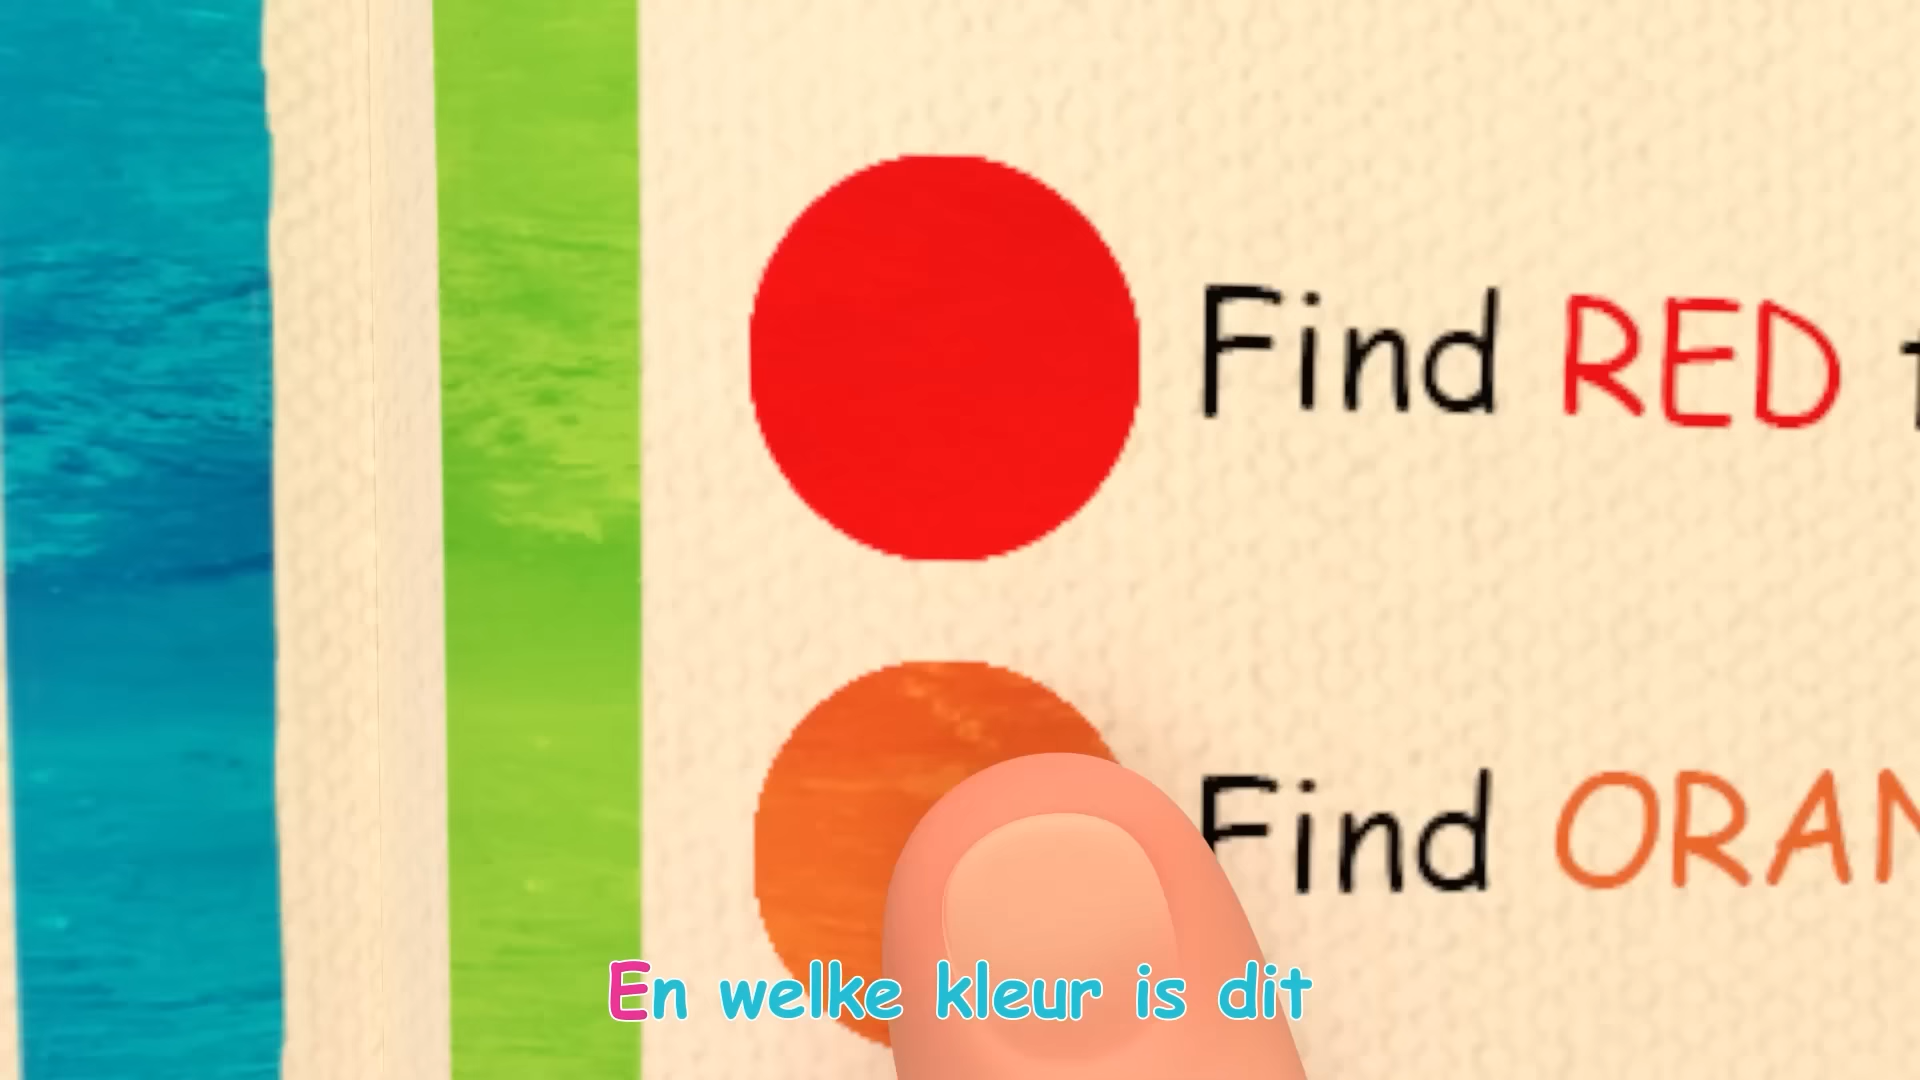 Find RED
Find ORAN
En welke kleur is dit